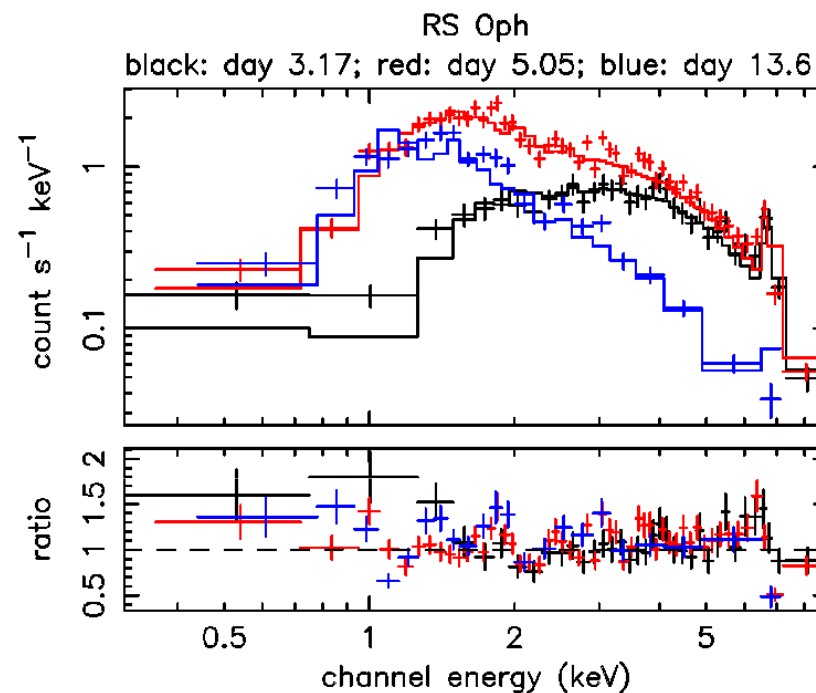 RS Oph
black: day 3.17; red: day 5.05; blue: day 13.6
count s⁻¹ keV⁻¹
1
0.1
ratio
2
1.5
1
0.5
0.5 1 2 5
channel energy (keV)